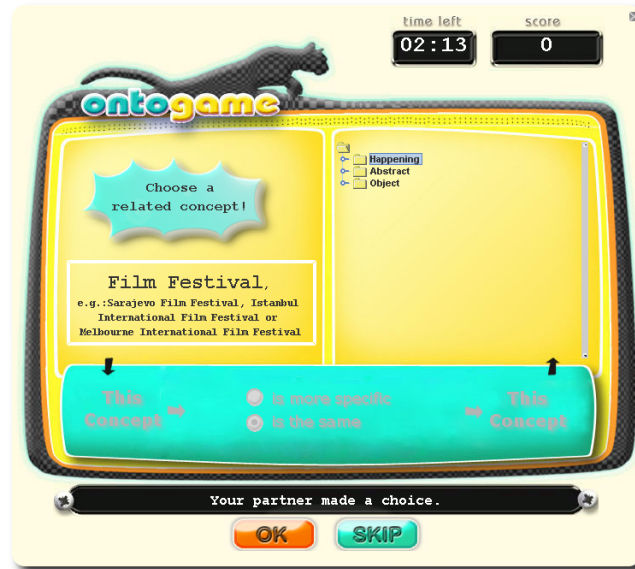 time left
score
02:13
0
ontogame
Choose a
related concept!
Happening
Abstract
Object
Film Festival,
e.g.:Sarajevo Film Festival, Istanbul
International Film Festival or
Melbourne International Film Festival
This
Concept
is more specific
is the same
This
Concept
Your partner made a choice.
OK
SKIP